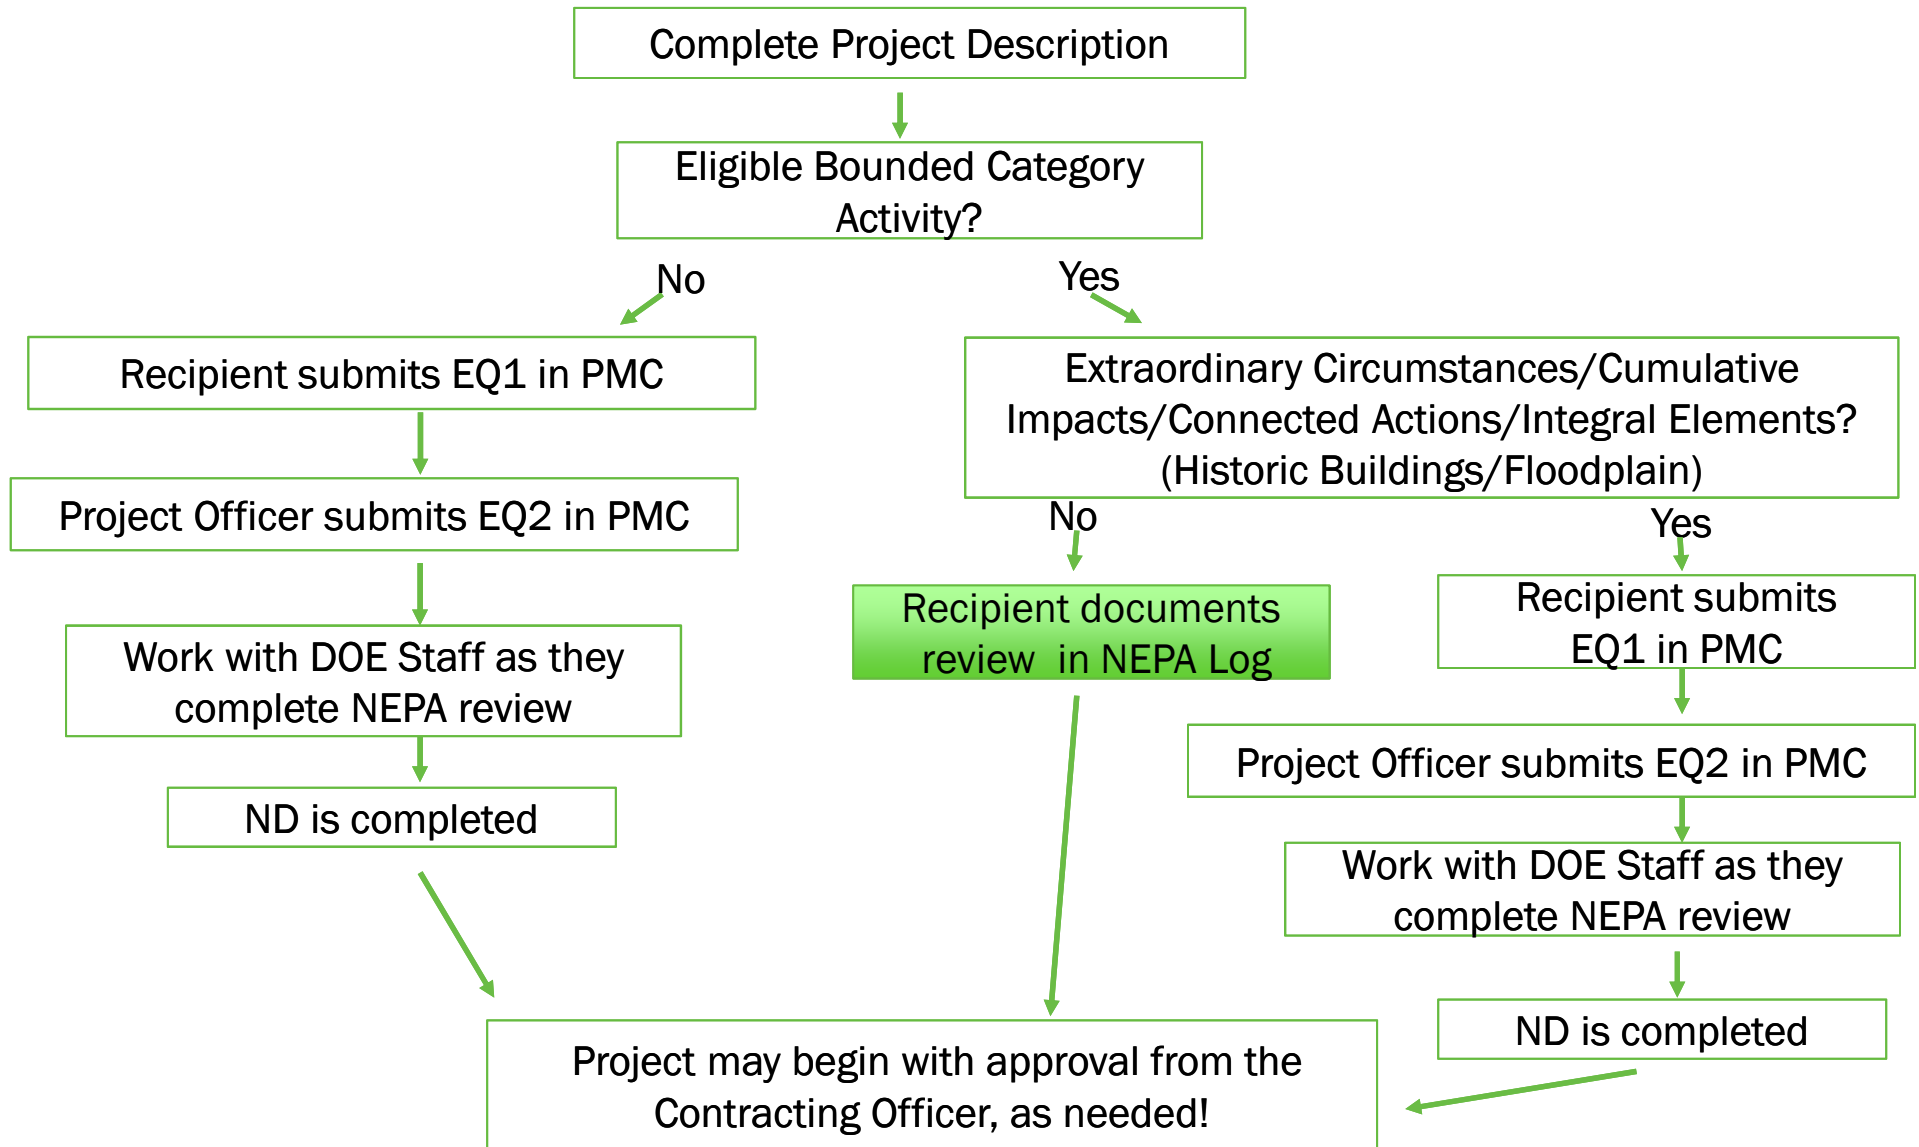 Complete Project Description
Eligible Bounded Category
Activity?
No
Yes
Recipient submits EQ1 in PMC
Project Officer submits EQ2 in PMC
Work with DOE Staff as they
complete NEPA review
ND is completed
Extraordinary Circumstances/Cumulative
Impacts/Connected Actions/Integral Elements?
(Historic Buildings/Floodplain)
No
Yes
Recipient documents
review in NEPA Log
Recipient submits
EQ1 in PMC
Project Officer submits EQ2 in PMC
Work with DOE Staff as they
complete NEPA review
ND is completed
Project may begin with approval from the
Contracting Officer, as needed!